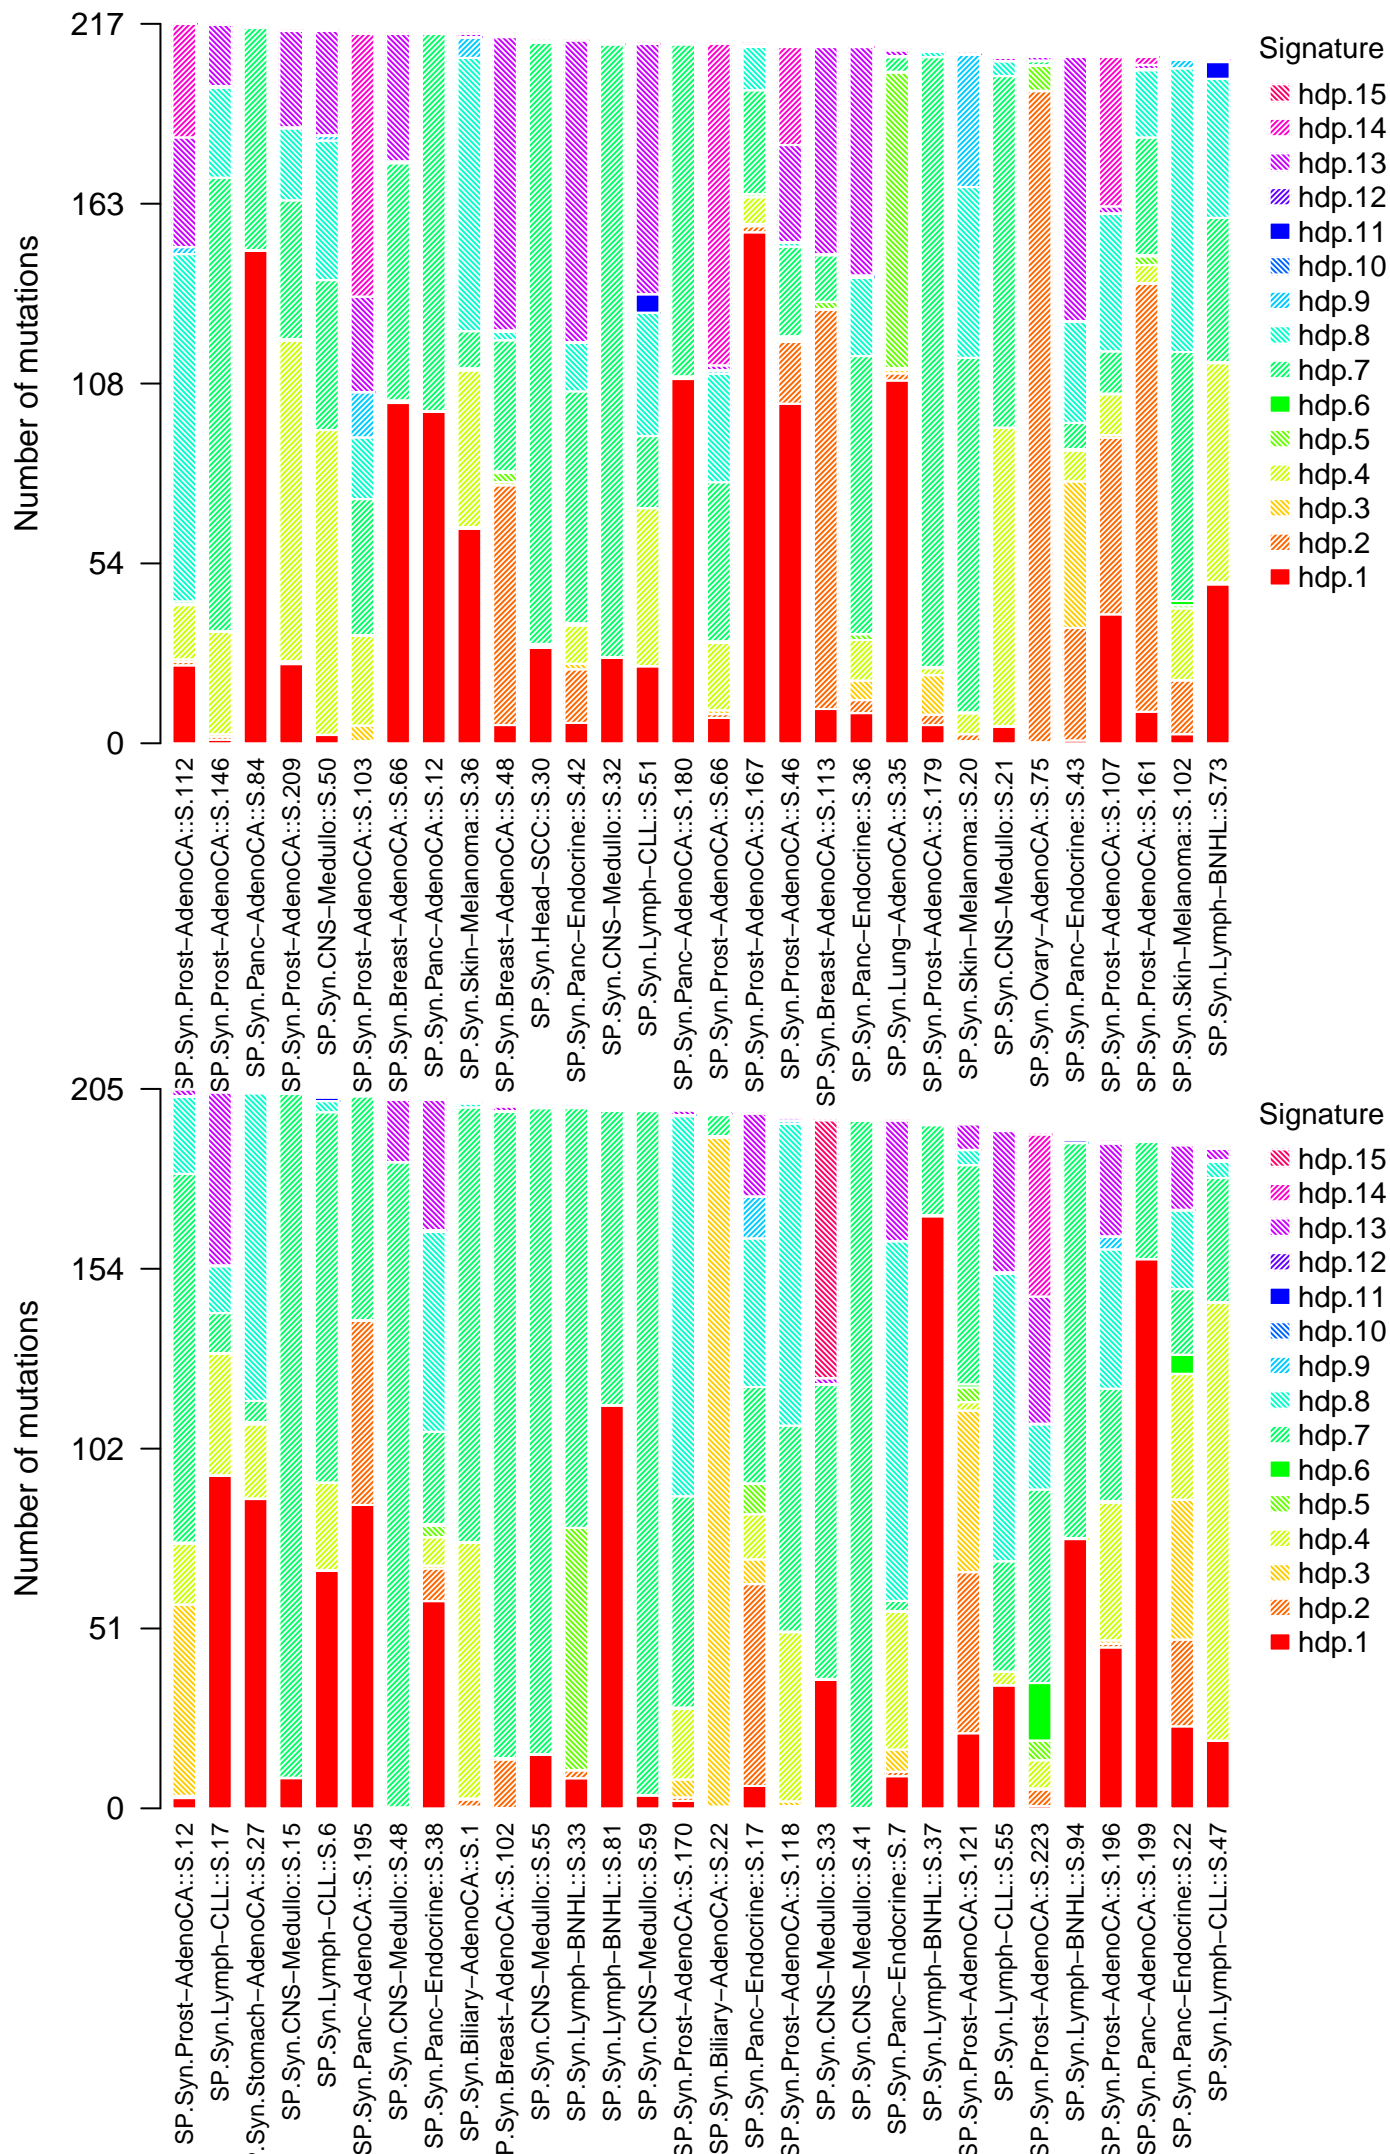 Number of mutations
217
163
108
54
0
Signature
hdp.15
hdp.14
hdp.13
hdp.12
hdp.11
hdp.10
hdp.9
hdp.8
hdp.7
hdp.6
hdp.5
hdp.4
hdp.3
hdp.2
hdp.1
SP.Syn.Prost−AdenoCA::S.112
SP.Syn.Prost−AdenoCA::S.146
SP.Syn.Panc−AdenoCA::S.84
SP.Syn.Prost−AdenoCA::S.209
SP.Syn.CNS−Medullo::S.50
SP.Syn.Prost−AdenoCA::S.103
SP.Syn.Breast−AdenoCA::S.66
SP.Syn.Panc−AdenoCA::S.12
SP.Syn.Skin−Melanoma::S.36
SP.Syn.Breast−AdenoCA::S.48
SP.Syn.Head−SCC::S.30
SP.Syn.Panc−Endocrine::S.42
SP.Syn.CNS−Medullo::S.32
SP.Syn.Lymph−CLL::S.51
SP.Syn.Panc−AdenoCA::S.180
SP.Syn.Prost−AdenoCA::S.66
SP.Syn.Prost−AdenoCA::S.167
SP.Syn.Prost−AdenoCA::S.46
SP.Syn.Breast−AdenoCA::S.113
SP.Syn.Panc−Endocrine::S.36
SP.Syn.Lung−AdenoCA::S.35
SP.Syn.Prost−AdenoCA::S.179
SP.Syn.Skin−Melanoma::S.20
SP.Syn.CNS−Medullo::S.21
SP.Syn.Ovary−AdenoCA::S.75
SP.Syn.Panc−Endocrine::S.43
SP.Syn.Prost−AdenoCA::S.107
SP.Syn.Prost−AdenoCA::S.161
SP.Syn.Skin−Melanoma::S.102
SP.Syn.Lymph−BNHL::S.73
Number of mutations
205
154
102
51
0
Signature
hdp.15
hdp.14
hdp.13
hdp.12
hdp.11
hdp.10
hdp.9
hdp.8
hdp.7
hdp.6
hdp.5
hdp.4
hdp.3
hdp.2
hdp.1
SP.Syn.Prost−AdenoCA::S.12
SP.Syn.Lymph−CLL::S.17
P.Syn.Stomach−AdenoCA::S.27
SP.Syn.CNS−Medullo::S.15
SP.Syn.Lymph−CLL::S.6
SP.Syn.Panc−AdenoCA::S.195
SP.Syn.CNS−Medullo::S.48
SP.Syn.Panc−Endocrine::S.38
SP.Syn.Biliary−AdenoCA::S.1
SP.Syn.Breast−AdenoCA::S.102
SP.Syn.CNS−Medullo::S.55
SP.Syn.Lymph−BNHL::S.33
SP.Syn.Lymph−BNHL::S.81
SP.Syn.CNS−Medullo::S.59
SP.Syn.Prost−AdenoCA::S.170
SP.Syn.Biliary−AdenoCA::S.22
SP.Syn.Panc−Endocrine::S.17
SP.Syn.Prost−AdenoCA::S.118
SP.Syn.CNS−Medullo::S.33
SP.Syn.CNS−Medullo::S.41
SP.Syn.Panc−Endocrine::S.7
SP.Syn.Lymph−BNHL::S.37
SP.Syn.Prost−AdenoCA::S.121
SP.Syn.Lymph−CLL::S.55
SP.Syn.Prost−AdenoCA::S.223
SP.Syn.Lymph−BNHL::S.94
SP.Syn.Prost−AdenoCA::S.196
SP.Syn.Panc−AdenoCA::S.199
SP.Syn.Panc−Endocrine::S.22
SP.Syn.Lymph−CLL::S.47